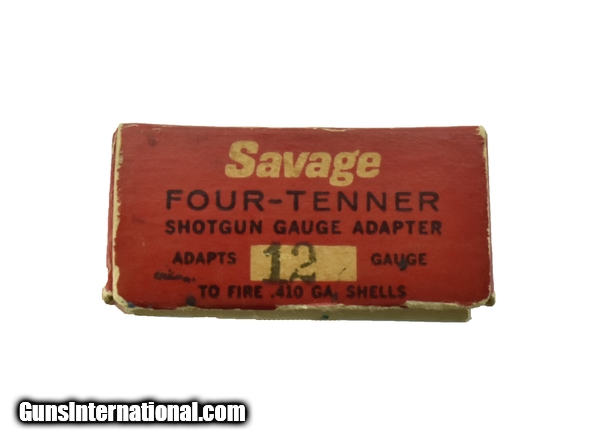 Savage
FOUR-TENNER
SHOTGUN GAUGE ADAPTER
ADAPTS 12 GAUGE
TO FIRE .410 GA. SHELLS
GunsInternational.com